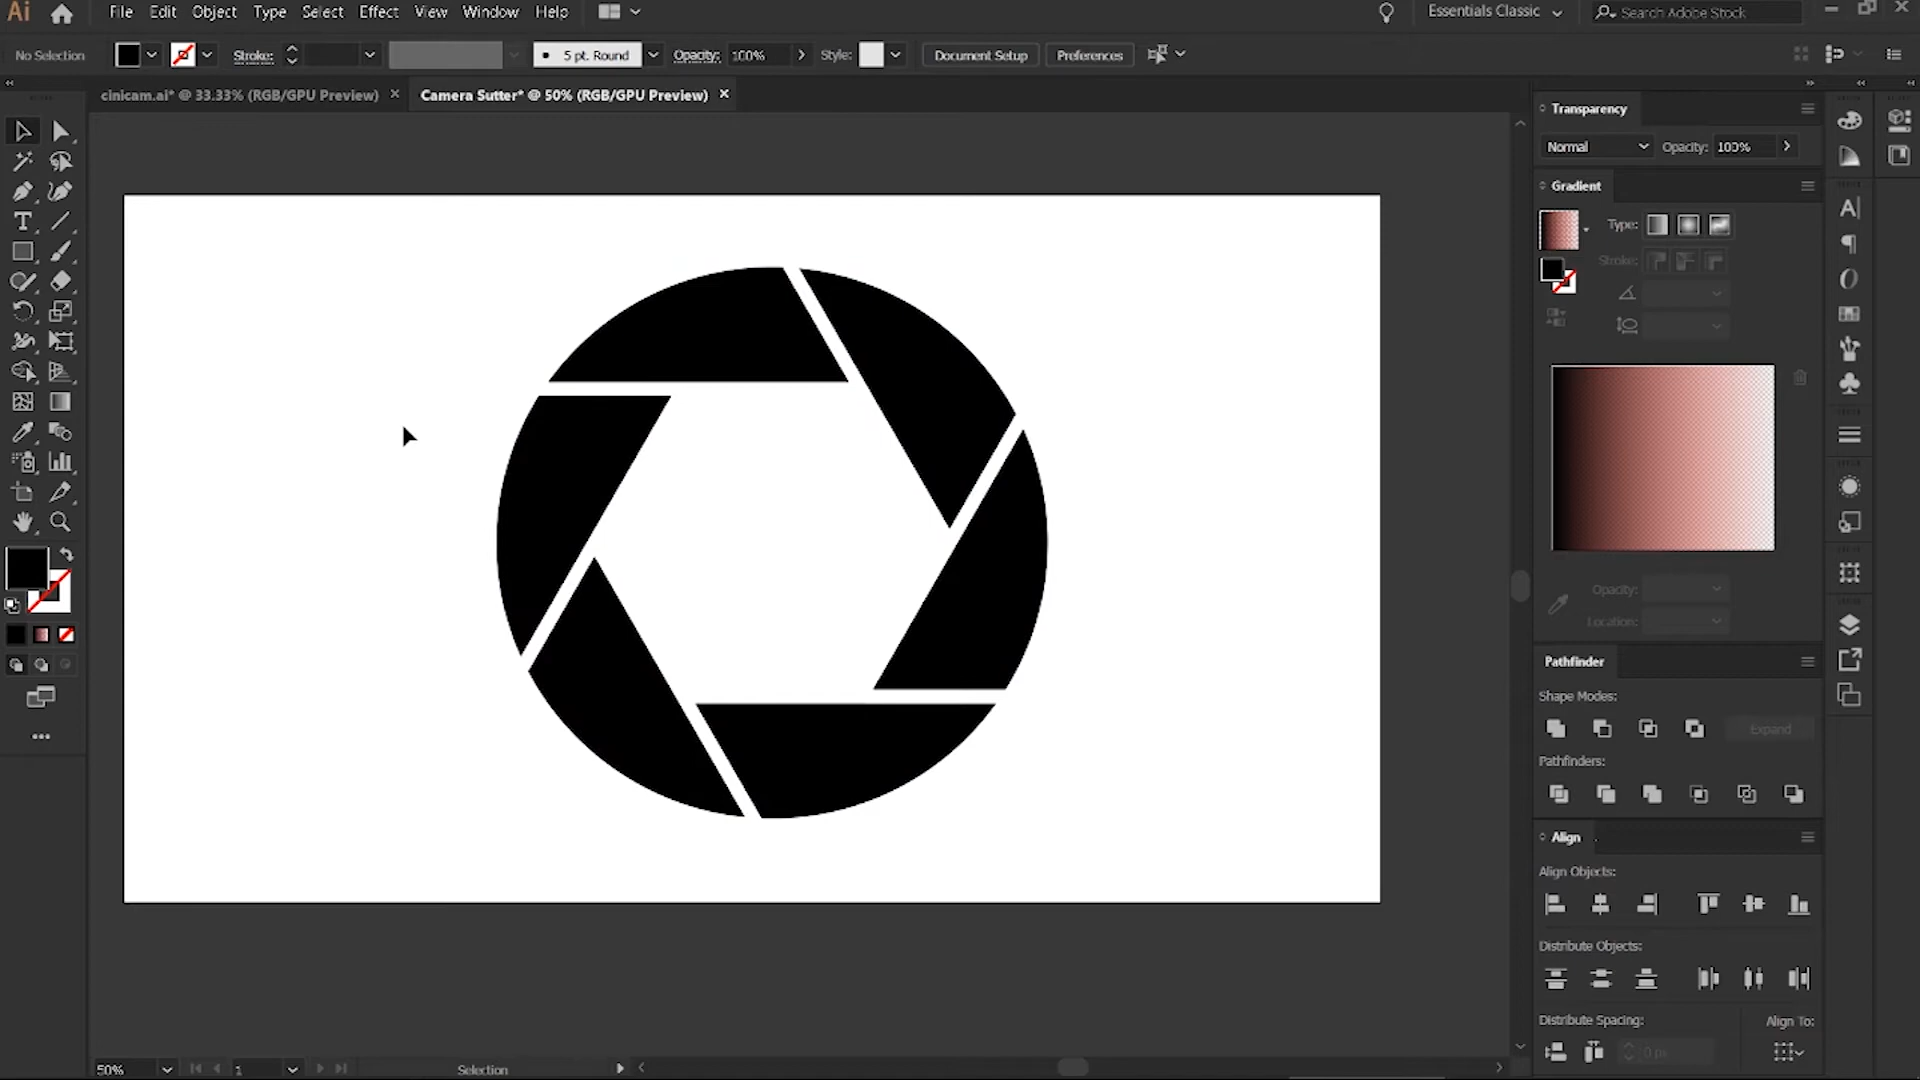 Ai File Edit Object Type Select Effect View Window Help Essentials Classic Search Adobe Stock
No Selection Stroke: 5 pt. Round Opacity: 100% Style: Document Setup Preferences
cinicam.ai* @ 33.33% (RGB/GPU Preview) Camera Sutter* @ 50% (RGB/GPU Preview)
Transparency
Normal Opacity: 100%
Gradient
Type:
Stroke:
Opacity:
Location:
Pathfinder
Shape Modes:
Expand
Pathfinders:
Align
Align Objects:
Distribute Objects:
Distribute Spacing: Align To:
0 px
50% 1 Selection